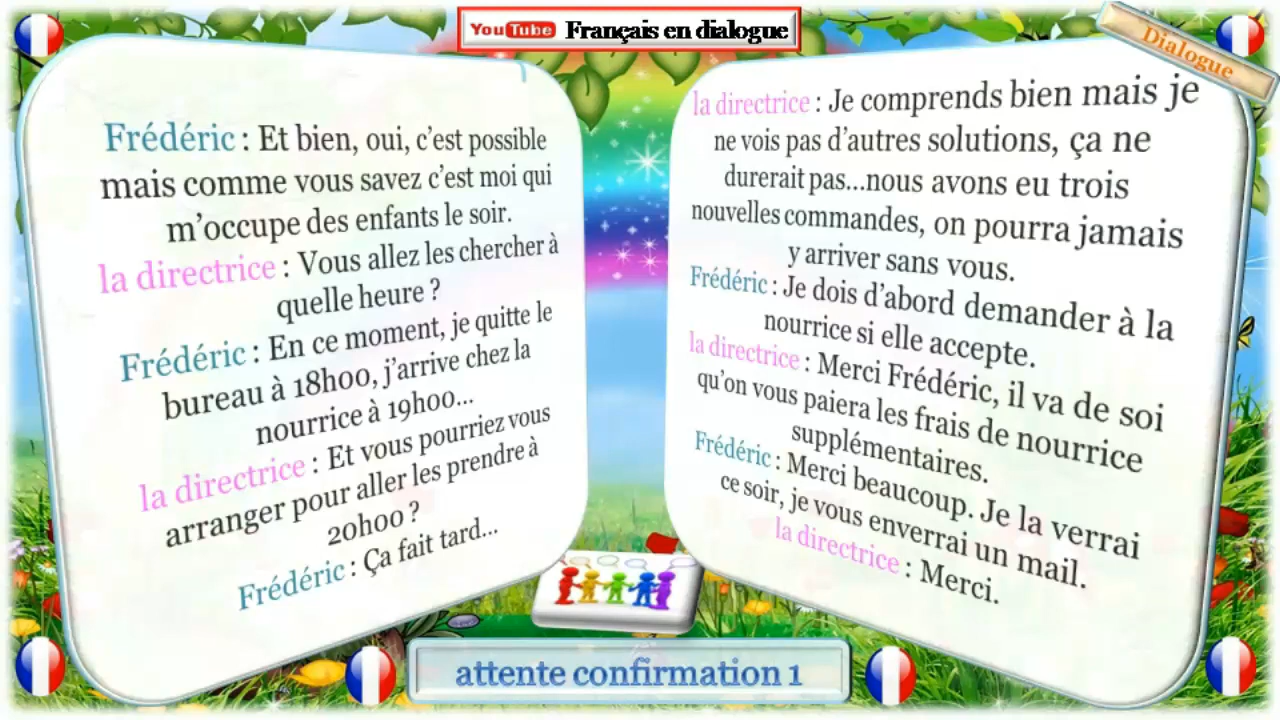 YouTube Français en dialogue
Dialogue
Frédéric : Et bien, oui, c’est possible
mais comme vous savez c’est moi qui
m’occupe des enfants le soir.
la directrice : Vous allez les chercher à
quelle heure ?
Frédéric : En ce moment, je quitte le
bureau à 18h00, j’arrive chez la
nourrice à 19h00...
la directrice : Et vous pourriez vous
arranger pour aller les prendre à
20h00 ?
Frédéric : Ça fait tard...
la directrice : Je comprends bien mais je
ne vois pas d’autres solutions, ça ne
durerait pas...nous avons eu trois
nouvelles commandes, on pourra jamais
y arriver sans vous.
Frédéric : Je dois d’abord demander à la
nourrice si elle accepte.
la directrice : Merci Frédéric, il va de soi
qu’on vous paiera les frais de nourrice
supplémentaires.
Frédéric : Merci beaucoup. Je la verrai
ce soir, je vous enverrai un mail.
la directrice : Merci.
attente confirmation 1